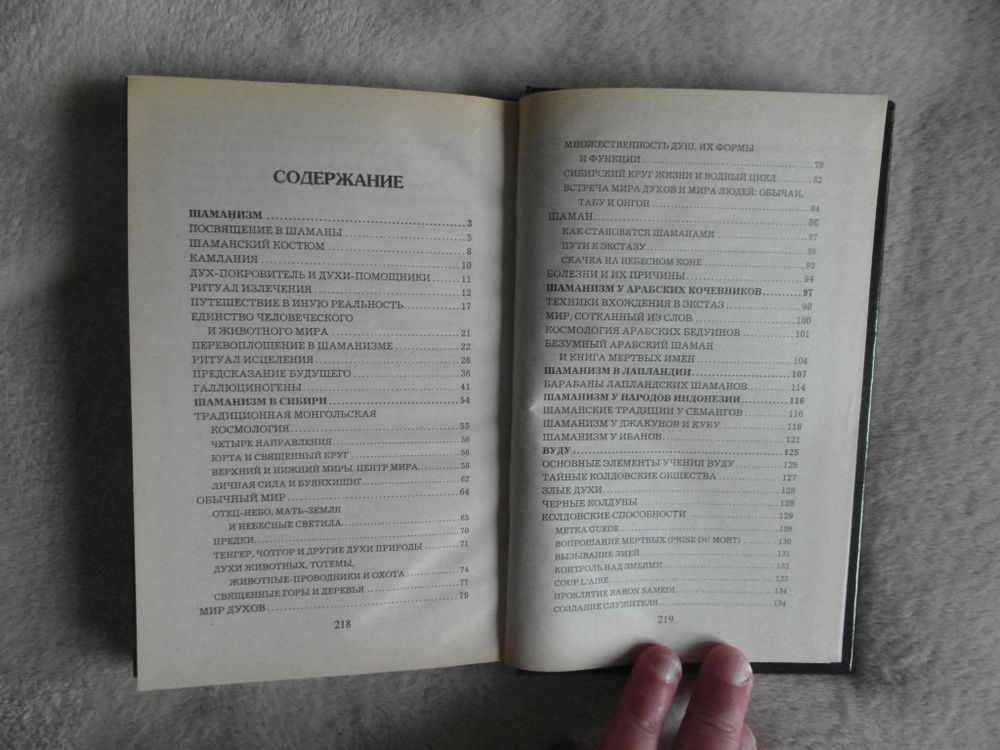 СОДЕРЖАНИЕ
ШАМАНИЗМ ........ 3
ПОСВЯЩЕНИЕ В ШАМАНЫ ........ 5
ШАМАНСКИЙ КОСТЮМ ........ 8
КАМЛАНИЯ ........ 10
ДУХ-ПОКРОВИТЕЛЬ И ДУХИ-ПОМОЩНИКИ ........ 11
РИТУАЛ ИЗЛЕЧЕНИЯ ........ 12
ПУТЕШЕСТВИЕ В ИНУЮ РЕАЛЬНОСТЬ ........ 17
ЕДИНСТВО ЧЕЛОВЕЧЕСКОГО
И ЖИВОТНОГО МИРА ........ 21
ПЕРЕВОПЛОЩЕНИЕ В ШАМАНИЗМЕ ........ 22
РИТУАЛ ИСЦЕЛЕНИЯ ........ 26
ПРЕДСКАЗАНИЕ БУДУЩЕГО ........ 36
ГАЛЛЮЦИНОГЕНЫ ........ 41
ШАМАНИЗМ В СИБИРИ ........ 54
ТРАДИЦИОННАЯ МОНГОЛЬСКАЯ
КОСМОЛОГИЯ ........ 55
ЧЕТЫРЕ НАПРАВЛЕНИЯ ........ 56
ЮРТА И СВЯЩЕННЫЙ КРУГ ........ 56
ВЕРХНИЙ И НИЖНИЙ МИРЫ. ЦЕНТР МИРА ........ 58
ЛИЧНАЯ СИЛА И БУЯНХИШИГ ........ 62
ОБЫЧНЫЙ МИР ........ 64
ОТЕЦ-НЕБО, МАТЬ-ЗЕМЛЯ
И НЕБЕСНЫЕ СВЕТИЛА ........ 65
ПРЕДКИ ........ 70
ТЕНГЕР, ЧОТГОР И ДРУГИЕ ДУХИ ПРИРОДЫ ........ 71
ДУХИ ЖИВОТНЫХ, ТОТЕМЫ,
ЖИВОТНЫЕ-ПРОВОДНИКИ И ОХОТА ........ 74
СВЯЩЕННЫЕ ГОРЫ И ДЕРЕВЬЯ ........ 77
МИР ДУХОВ ........ 79
218
МНОЖЕСТВЕННОСТЬ ДУШ, ИХ ФОРМЫ
И ФУНКЦИИ ........ 79
СИБИРСКИЙ КРУГ ЖИЗНИ И ВОДНЫЙ ЦИКЛ ........ 82
ВСТРЕЧА МИРА ДУХОВ И МИРА ЛЮДЕЙ: ОБЫЧАИ,
ТАБУ И ОНГОН ........ 84
ШАМАН ........ 86
КАК СТАНОВЯТСЯ ШАМАНАМИ ........ 87
ПУТИ К ЭКСТАЗУ ........ 89
СКАЧКА НА НЕБЕСНОМ КОНЕ ........ 92
БОЛЕЗНИ И ИХ ПРИЧИНЫ ........ 94
ШАМАНИЗМ У АРАБСКИХ КОЧЕВНИКОВ ........ 97
ТЕХНИКИ ВХОЖДЕНИЯ В ЭКСТАЗ ........ 98
МИР, СОТКАННЫЙ ИЗ СЛОВ ........ 100
КОСМОЛОГИЯ АРАБСКИХ БЕДУИНОВ ........ 101
БЕЗУМНЫЙ АРАБСКИЙ ШАМАН
И КНИГА МЕРТВЫХ ИМЕН ........ 104
ШАМАНИЗМ В ЛАПЛАНДИИ ........ 107
БАРАБАНЫ ЛАПЛАНДСКИХ ШАМАНОВ ........ 114
ШАМАНИЗМ У НАРОДОВ ИНДОНЕЗИИ ........ 116
ШАМАНСКИЕ ТРАДИЦИИ У СЕМАНГОВ ........ 116
ШАМАНИЗМ У ДЖАКУНОВ И КУБУ ........ 118
ШАМАНИЗМ У ИБАНОВ ........ 121
ВУДУ ........ 125
ОСНОВНЫЕ ЭЛЕМЕНТЫ УЧЕНИЯ ВУДУ ........ 125
ТАЙНЫЕ КОЛДОВСКИЕ ОБЩЕСТВА ........ 127
ЗЛЫЕ ДУХИ ........ 128
ЧЕРНЫЕ КОЛДУНЫ ........ 128
КОЛДОВСКИЕ СПОСОБНОСТИ ........ 129
МЕТКА GUEDE ........ 129
ВОПРОШАНИЕ МЕРТВЫХ (PRISE DU MORT) ........ 130
ВЫЗЫВАНИЕ ЗМЕЙ ........ 131
КОНТРОЛЬ НАД ЗМЕЯМИ ........ 132
COUP L'AIRE ........ 133
ПРОКЛЯТИЕ BARON SAMEDI ........ 134
СОЗДАНИЕ СЛУЖИТЕЛЯ ........ 134
219